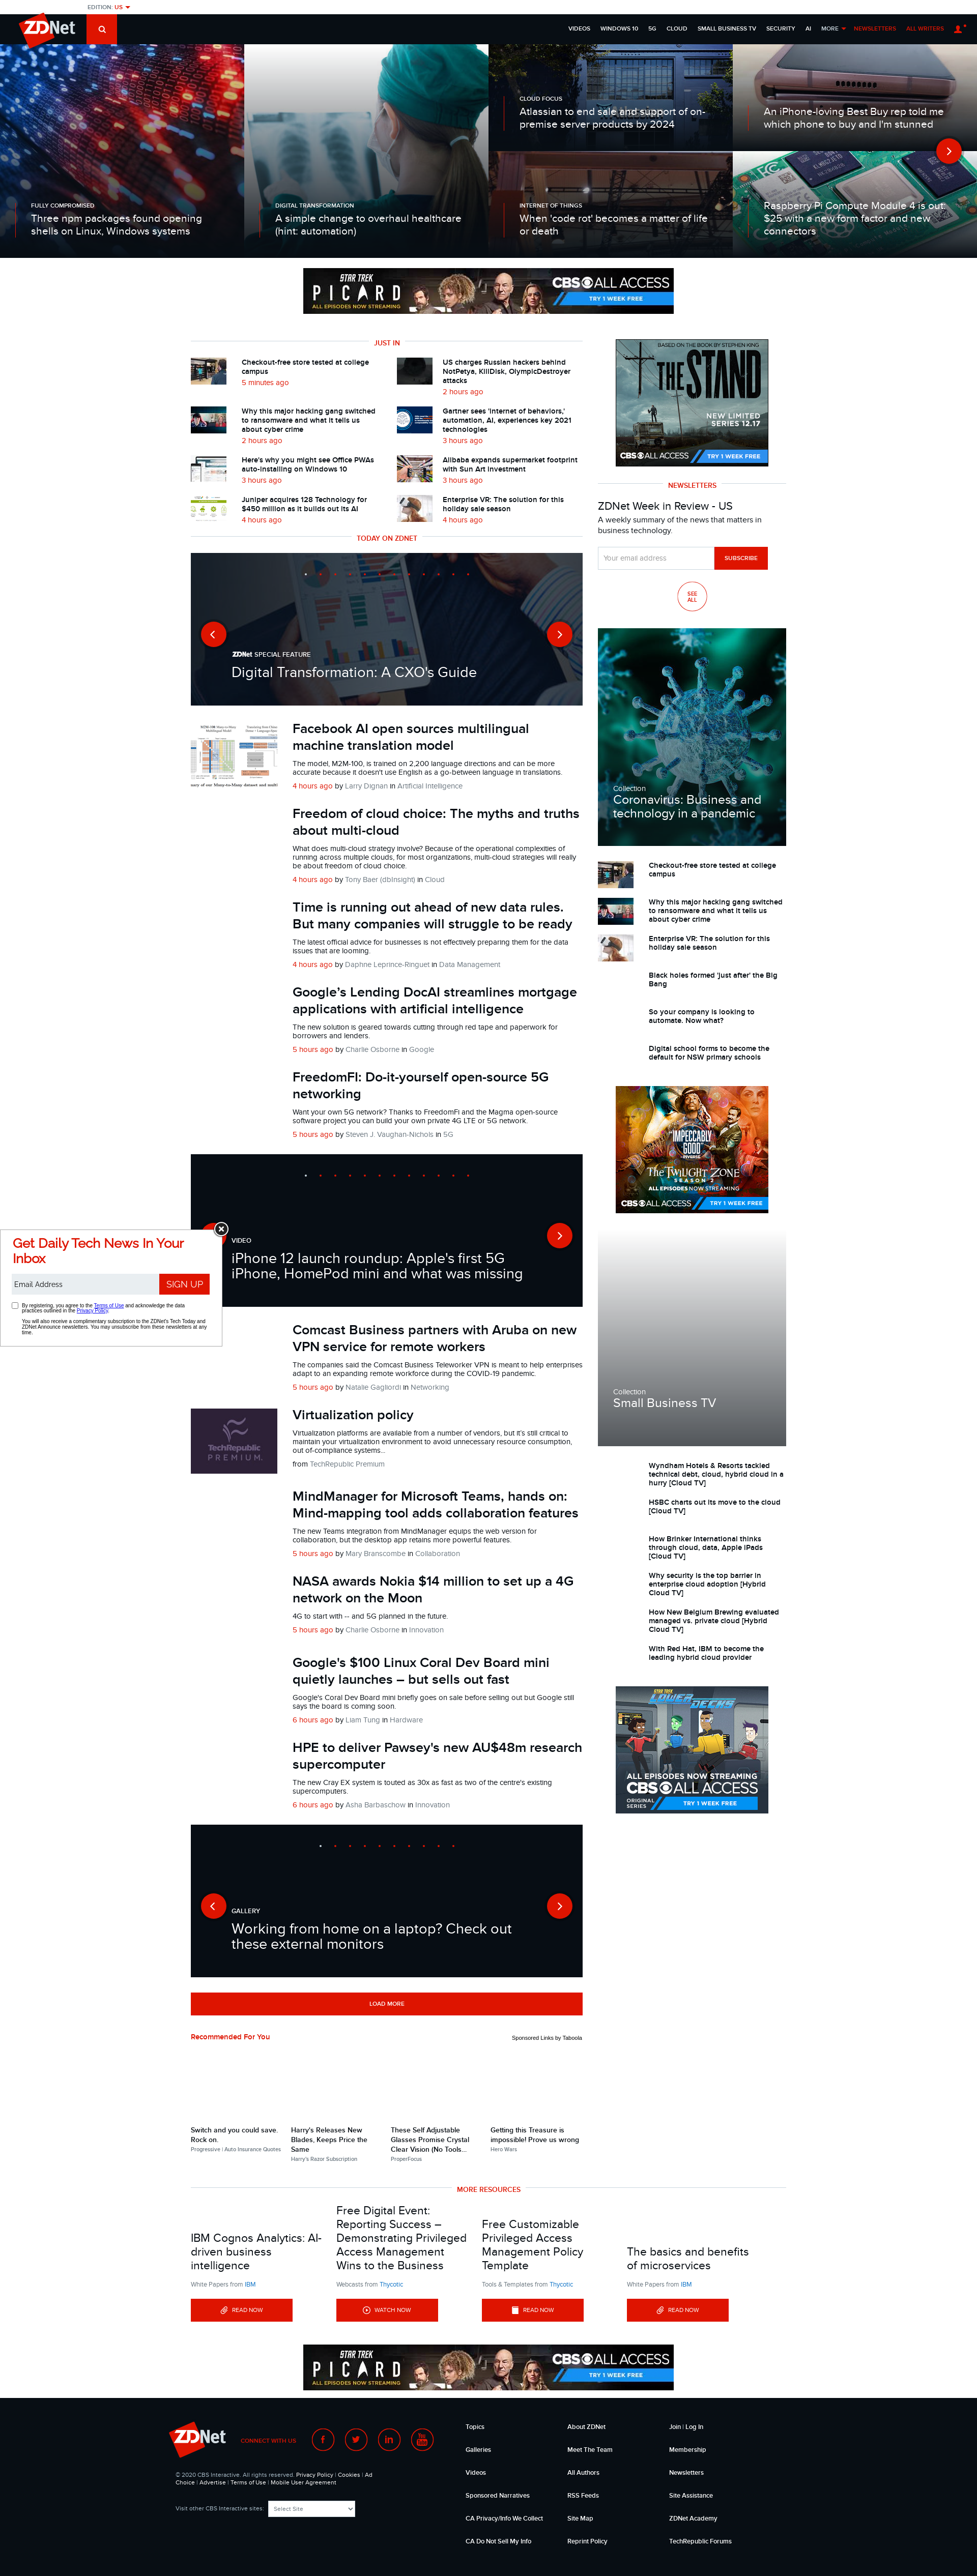 EDITION: US
ZDNet
VIDEOS WINDOWS 10 5G CLOUD SMALL BUSINESS TV SECURITY AI MORE NEWSLETTERS ALL WRITERS
FULLY COMPROMISED
Three npm packages found opening
shells on Linux, Windows systems
DIGITAL TRANSFORMATION
A simple change to overhaul healthcare
(hint: automation)
CLOUD FOCUS
Atlassian to end sale and support of on-
premise server products by 2024
An iPhone-loving Best Buy rep told me
which phone to buy and I'm stunned
INTERNET OF THINGS
When 'code rot' becomes a matter of life
or death
Raspberry Pi Compute Module 4 is out:
$25 with a new form factor and new
connectors
STAR TREK
PICARD
ALL EPISODES NOW STREAMING
CBS ALL ACCESS
TRY 1 WEEK FREE
JUST IN
Checkout-free store tested at college
campus
5 minutes ago
US charges Russian hackers behind
NotPetya, KillDisk, OlympicDestroyer
attacks
2 hours ago
Why this major hacking gang switched
to ransomware and what it tells us
about cyber crime
2 hours ago
Gartner sees 'internet of behaviors,'
automation, AI, experiences key 2021
technologies
3 hours ago
Here's why you might see Office PWAs
auto-installing on Windows 10
3 hours ago
Alibaba expands supermarket footprint
with Sun Art investment
3 hours ago
Juniper acquires 128 Technology for
$450 million as it builds out its AI
4 hours ago
Enterprise VR: The solution for this
holiday sale season
4 hours ago
BASED ON THE BOOK BY STEPHEN KING
THE STAND
NEW LIMITED
SERIES 12.17
CBS ALL ACCESS TRY 1 WEEK FREE
NEWSLETTERS
ZDNet Week in Review - US
A weekly summary of the news that matters in
business technology.
Your email address
SUBSCRIBE
SEE
ALL
TODAY ON ZDNET
ZDNet SPECIAL FEATURE
Digital Transformation: A CXO's Guide
Facebook AI open sources multilingual
machine translation model
The model, M2M-100, is trained on 2,200 language directions and can be more
accurate because it doesn't use English as a go-between language in translations.
4 hours ago by Larry Dignan in Artificial Intelligence
Freedom of cloud choice: The myths and truths
about multi-cloud
What does multi-cloud strategy involve? Because of the operational complexities of
running across multiple clouds, for most organizations, multi-cloud strategies will really
be about freedom of cloud choice.
4 hours ago by Tony Baer (dbInsight) in Cloud
Time is running out ahead of new data rules.
But many companies will struggle to be ready
The latest official advice for businesses is not effectively preparing them for the data
issues that are looming.
4 hours ago by Daphne Leprince-Ringuet in Data Management
Google's Lending DocAI streamlines mortgage
applications with artificial intelligence
The new solution is geared towards cutting through red tape and paperwork for
borrowers and lenders.
5 hours ago by Charlie Osborne in Google
FreedomFI: Do-it-yourself open-source 5G
networking
Want your own 5G network? Thanks to FreedomFi and the Magma open-source
software project you can build your own private 4G LTE or 5G network.
5 hours ago by Steven J. Vaughan-Nichols in 5G
Collection
Coronavirus: Business and
technology in a pandemic
Checkout-free store tested at college
campus
Why this major hacking gang switched
to ransomware and what it tells us
about cyber crime
Enterprise VR: The solution for this
holiday sale season
Black holes formed 'just after' the Big
Bang
So your company is looking to
automate. Now what?
Digital school forms to become the
default for NSW primary schools
"IMPECCABLY
GOOD"
THE TWILIGHT ZONE
SEASON 2
ALL EPISODES NOW STREAMING
CBS ALL ACCESS TRY 1 WEEK FREE
VIDEO
iPhone 12 launch roundup: Apple's first 5G
iPhone, HomePod mini and what was missing
Get Daily Tech News In Your
Inbox
Email Address
SIGN UP
By registering, you agree to the Terms of Use and acknowledge the data
practices outlined in the Privacy Policy.
You will also receive a complimentary subscription to the ZDNet's Tech Today and
ZDNet Announce newsletters. You may unsubscribe from these newsletters at any
time.
Comcast Business partners with Aruba on new
VPN service for remote workers
The companies said the Comcast Business Teleworker VPN is meant to help enterprises
adapt to an expanding remote workforce during the COVID-19 pandemic.
5 hours ago by Natalie Gagliordi in Networking
TechRepublic
PREMIUM
Virtualization policy
Virtualization platforms are available from a number of vendors, but it's still critical to
maintain your virtualization environment to avoid unnecessary resource consumption,
out of-compliance systems...
from TechRepublic Premium
MindManager for Microsoft Teams, hands on:
Mind-mapping tool adds collaboration features
The new Teams integration from MindManager equips the web version for
collaboration, but the desktop app retains more powerful features.
5 hours ago by Mary Branscombe in Collaboration
NASA awards Nokia $14 million to set up a 4G
network on the Moon
4G to start with -- and 5G planned in the future.
5 hours ago by Charlie Osborne in Innovation
Google's $100 Linux Coral Dev Board mini
quietly launches – but sells out fast
Google's Coral Dev Board mini briefly goes on sale before selling out but Google still
says the board is coming soon.
6 hours ago by Liam Tung in Hardware
HPE to deliver Pawsey's new AU$48m research
supercomputer
The new Cray EX system is touted as 30x as fast as two of the centre's existing
supercomputers.
6 hours ago by Asha Barbaschow in Innovation
Collection
Small Business TV
Wyndham Hotels & Resorts tackled
technical debt, cloud, hybrid cloud in a
hurry [Cloud TV]
HSBC charts out its move to the cloud
[Cloud TV]
How Brinker International thinks
through cloud, data, Apple iPads
[Cloud TV]
Why security is the top barrier in
enterprise cloud adoption [Hybrid
Cloud TV]
How New Belgium Brewing evaluated
managed vs. private cloud [Hybrid
Cloud TV]
With Red Hat, IBM to become the
leading hybrid cloud provider
STAR TREK
LOWER DECKS
ALL EPISODES NOW STREAMING
CBS ALL ACCESS
ORIGINAL
SERIES
TRY 1 WEEK FREE
GALLERY
Working from home on a laptop? Check out
these external monitors
LOAD MORE
Recommended For You
Sponsored Links by Taboola
Switch and you could save.
Rock on.
Progressive | Auto Insurance Quotes
Harry's Releases New
Blades, Keeps Price the
Same
Harry's Razor Subscription
These Self Adjustable
Glasses Promise Crystal
Clear Vision (No Tools...
ProperFocus
Getting this Treasure is
impossible! Prove us wrong
Hero Wars
MORE RESOURCES
IBM Cognos Analytics: AI-
driven business
intelligence
White Papers from IBM
READ NOW
Free Digital Event:
Reporting Success –
Demonstrating Privileged
Access Management
Wins to the Business
Webcasts from Thycotic
WATCH NOW
Free Customizable
Privileged Access
Management Policy
Template
Tools & Templates from Thycotic
READ NOW
The basics and benefits
of microservices
White Papers from IBM
READ NOW
STAR TREK
PICARD
ALL EPISODES NOW STREAMING
CBS ALL ACCESS
TRY 1 WEEK FREE
ZDNet
CONNECT WITH US
© 2020 CBS Interactive. All rights reserved. Privacy Policy | Cookies | Ad
Choice | Advertise | Terms of Use | Mobile User Agreement
Visit other CBS Interactive sites:
Select Site
Topics
Galleries
Videos
Sponsored Narratives
CA Privacy/Info We Collect
CA Do Not Sell My Info
About ZDNet
Meet The Team
All Authors
RSS Feeds
Site Map
Reprint Policy
Join | Log In
Membership
Newsletters
Site Assistance
ZDNet Academy
TechRepublic Forums